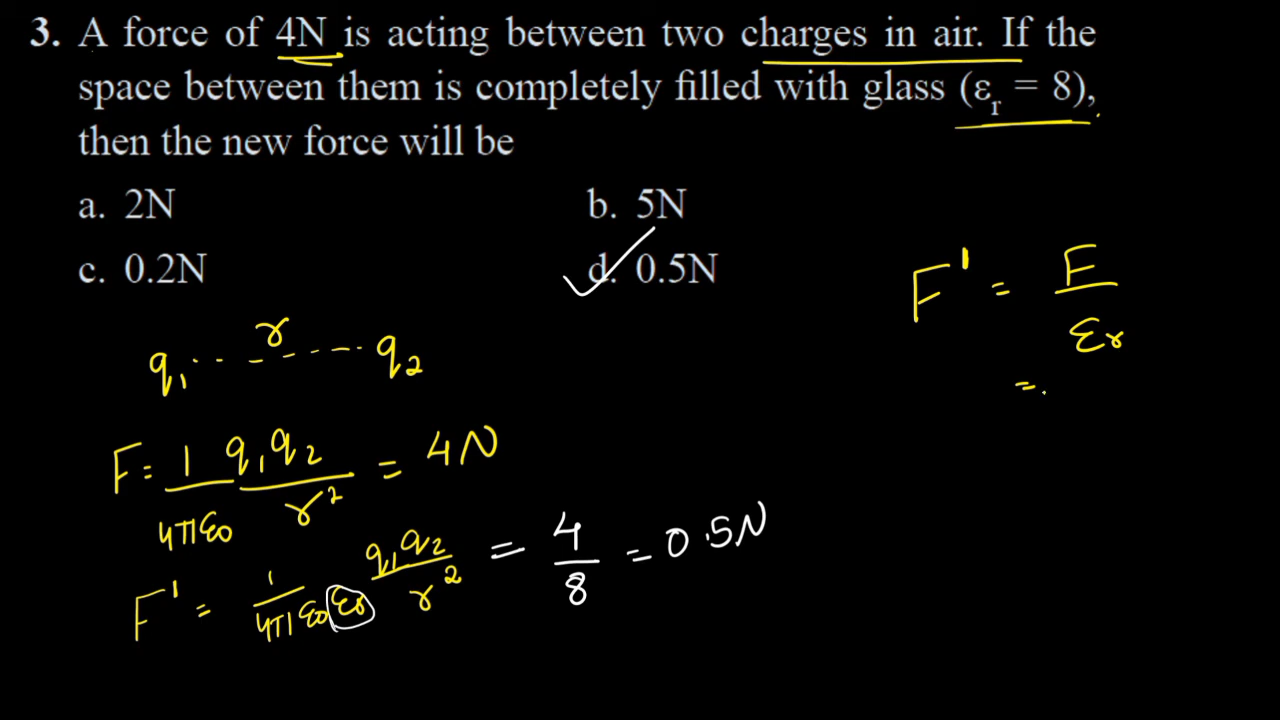 3. A force of 4N is acting between two charges in air. If the
space between them is completely filled with glass (εr = 8),
then the new force will be
a. 2N
b. 5N
c. 0.2N
d. 0.5N
F' = F / εr
=
q1 r q2
F = 1/4πε0 q1q2/r² = 4N
F' = 1/4πε0εr q1q2/r² = 4/8 = 0.5N